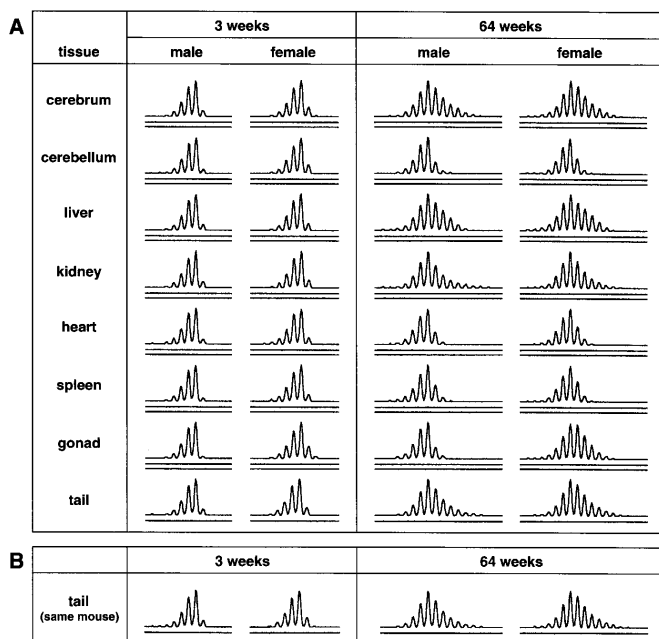 A
3 weeks 64 weeks
tissue male female male female
cerebrum
cerebellum
liver
kidney
heart
spleen
gonad
tail
B
3 weeks 64 weeks
tail
(same mouse)